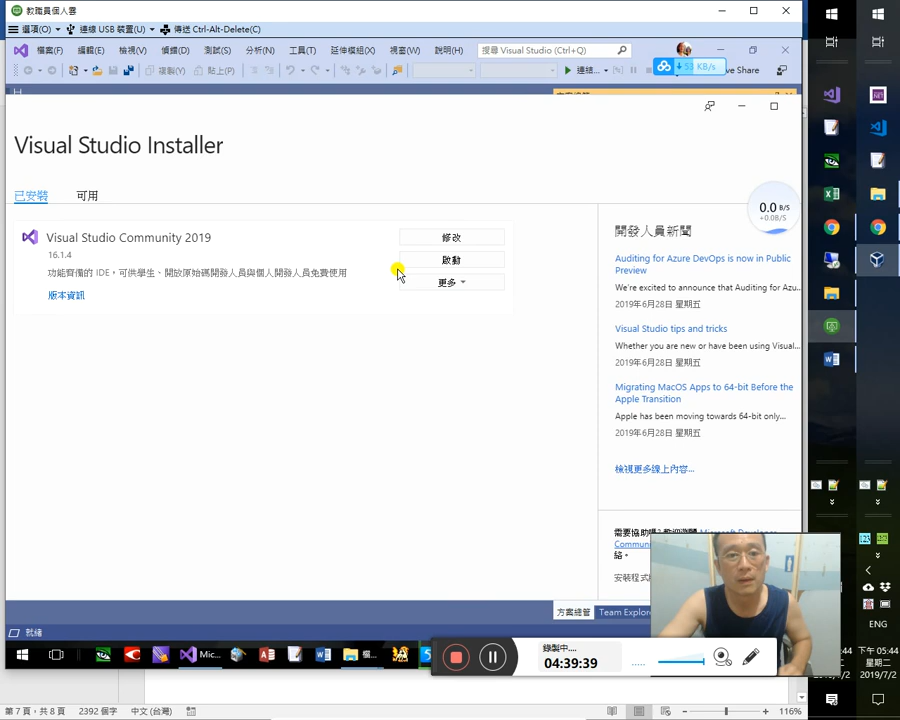 教職員個人雲
選項(O) 連線 USB 裝置(U) 傳送 Ctrl-Alt-Delete(C)
檔案(F) 編輯(E) 檢視(V) 偵錯(D) 測試(S) 分析(N) 工具(T) 延伸模組(X) 視窗(W) 說明(H) 搜尋 Visual Studio (Ctrl+Q)
複製(Y) 貼上(P) 連結... 53 KB/s Share
方案總管
Visual Studio Installer
已安裝 可用
Visual Studio Community 2019
16.1.4
功能齊備的 IDE，可供學生、開放原始碼開發人員與個人開發人員免費使用
版本資訊
修改
啟動
更多
0.0 B/S
+0.08/S
開發人員新聞
Auditing for Azure DevOps is now in Public
Preview
We're excited to announce that Auditing for Azu...
2019年6月28日 星期五
Visual Studio tips and tricks
Whether you are new or have been using Visual...
2019年6月28日 星期五
Migrating MacOS Apps to 64-bit Before the
Apple Transition
Apple has been moving towards 64-bit only...
2019年6月28日 星期五
檢視更多線上內容...
方案總管 Team Explor
就緒
Mic...
錄製中...
04:39:39
ENG
下午 05:44
星期二
2019/7/2
第 7 頁，共 8 頁 2392 個字 中文 (台灣) 116%